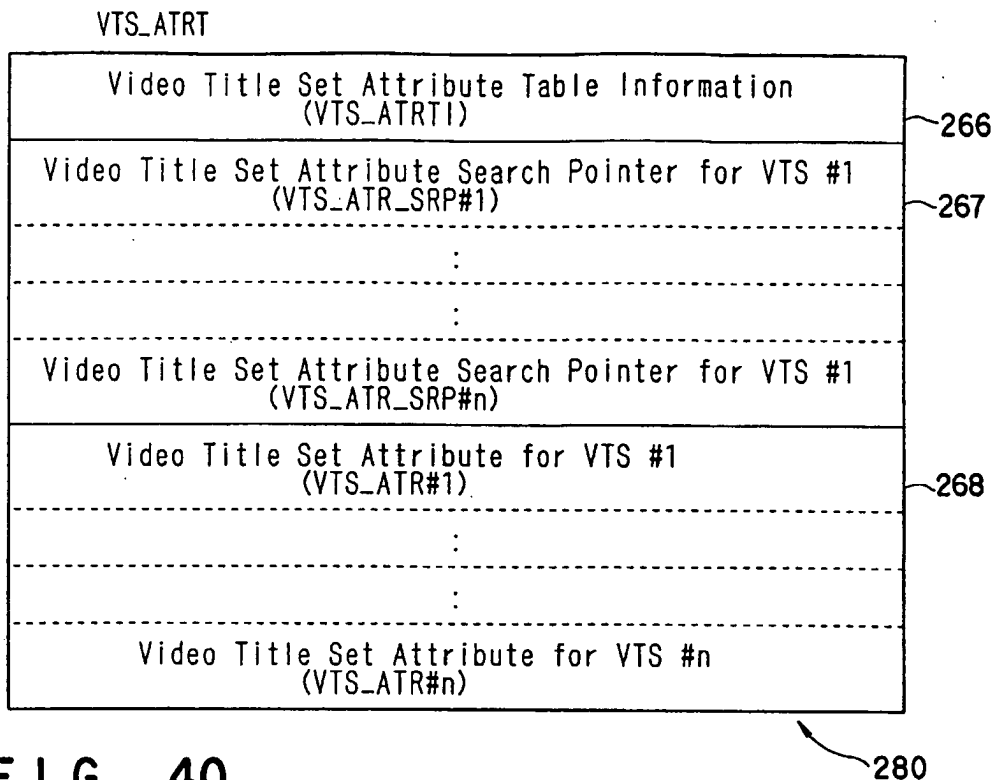 VTS_ATRT
Video Title Set Attribute Table Information
(VTS_ATRTI)
266
Video Title Set Attribute Search Pointer for VTS #1
(VTS_ATR_SRP#1)
267
:
:
Video Title Set Attribute Search Pointer for VTS #1
(VTS_ATR_SRP#n)
Video Title Set Attribute for VTS #1
(VTS_ATR#1)
268
:
:
Video Title Set Attribute for VTS #n
(VTS_ATR#n)
280
FIG. 40